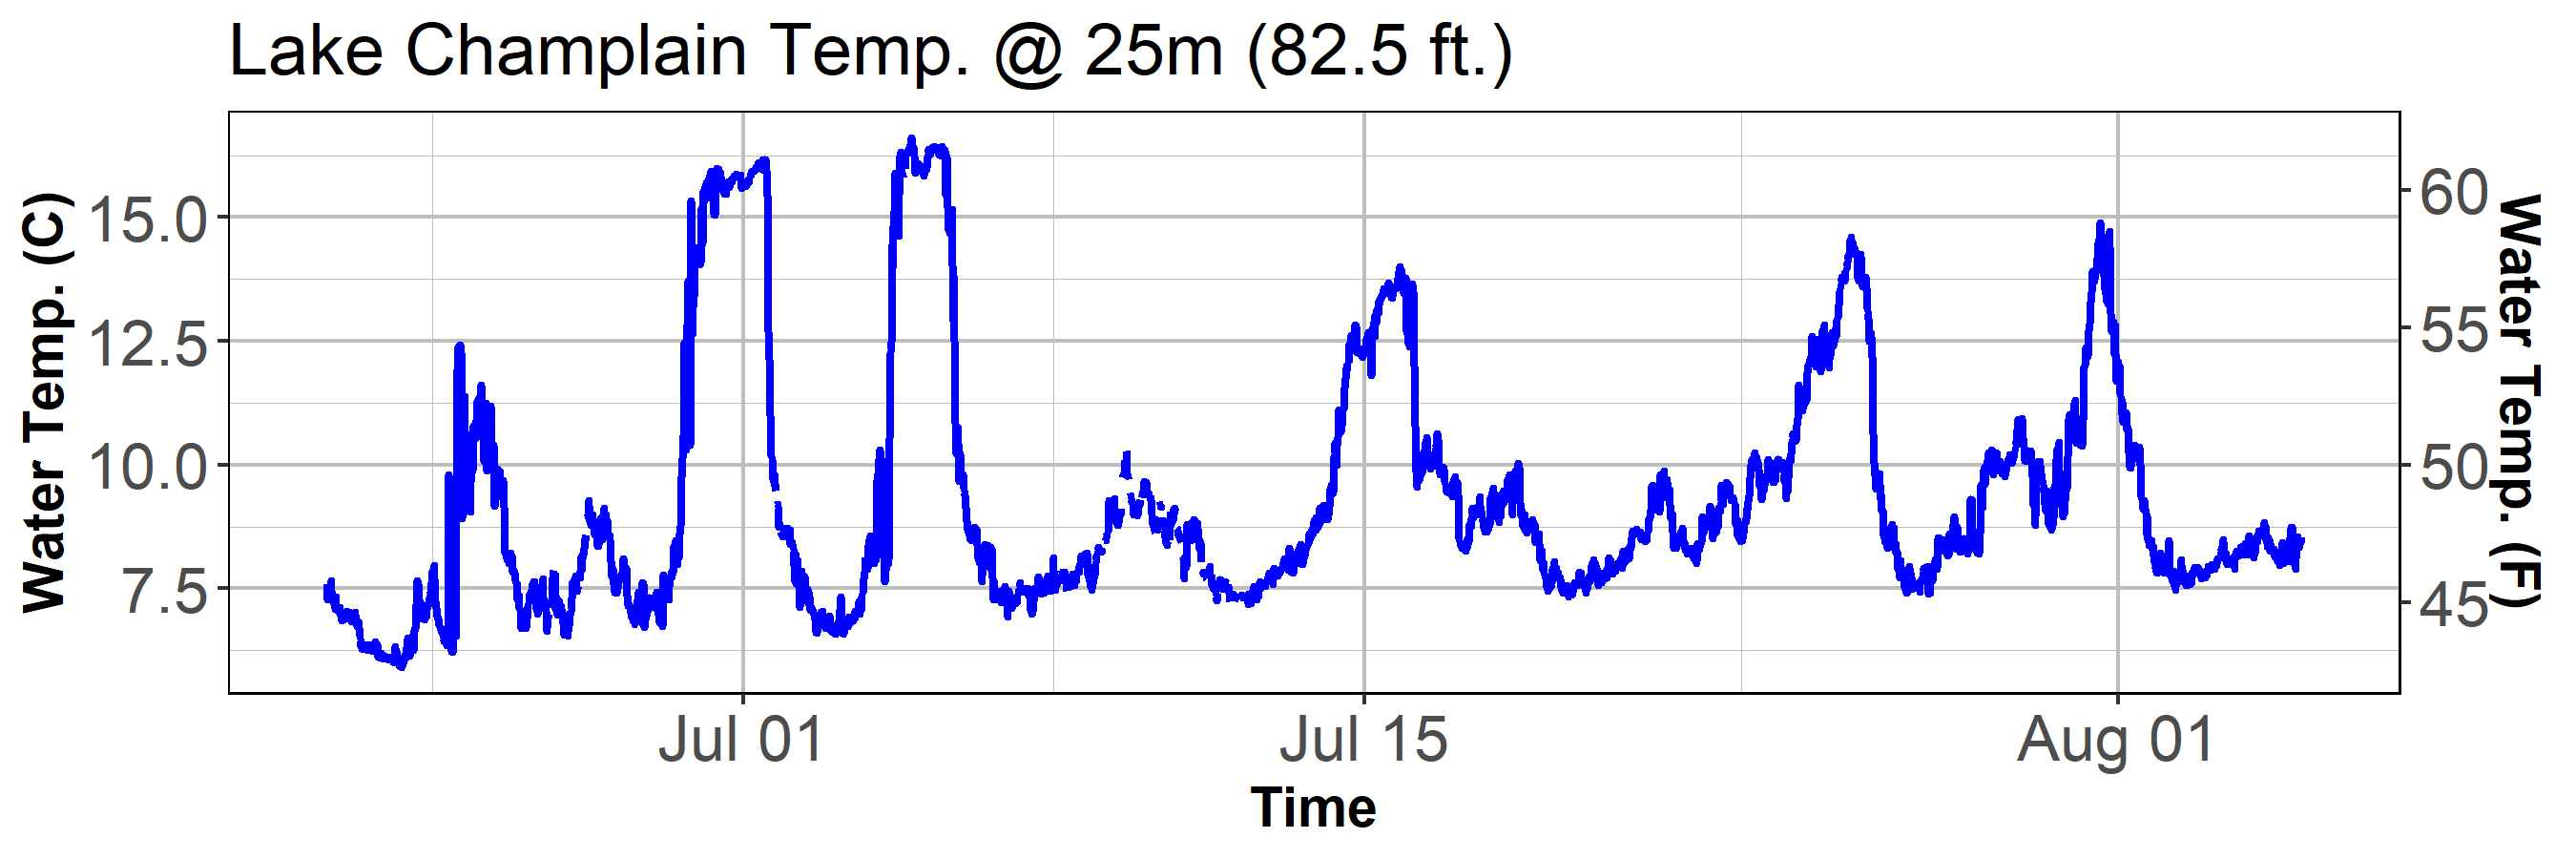 Lake Champlain Temp. @ 25m (82.5 ft.)
Water Temp. (C)
15.0
12.5
10.0
7.5
60
55
50
45
Water Temp. (F)
Jul 01
Jul 15
Aug 01
Time